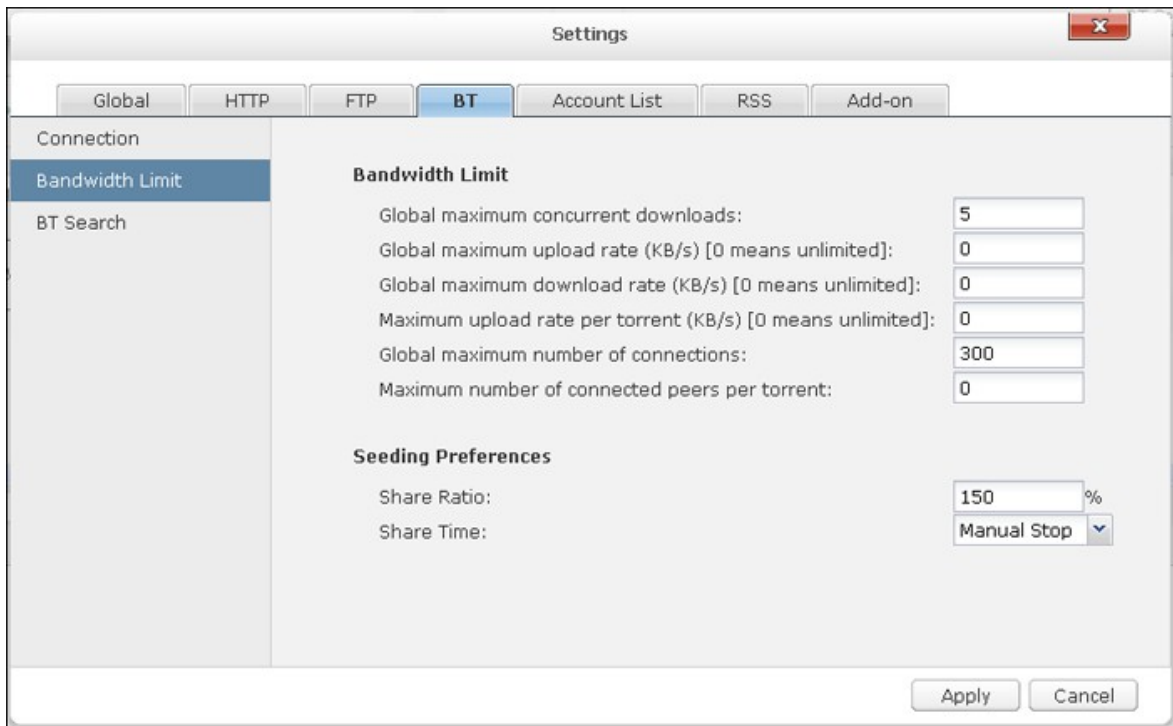 Settings
Global HTTP FTP BT Account List RSS Add-on
Connection
Bandwidth Limit
BT Search
Bandwidth Limit
Global maximum concurrent downloads: 5
Global maximum upload rate (KB/s) [0 means unlimited]: 0
Global maximum download rate (KB/s) [0 means unlimited]: 0
Maximum upload rate per torrent (KB/s) [0 means unlimited]: 0
Global maximum number of connections: 300
Maximum number of connected peers per torrent: 0
Seeding Preferences
Share Ratio: 150 %
Share Time: Manual Stop
Apply Cancel